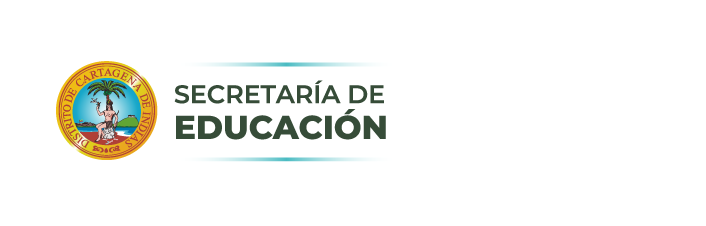 DISTRITO DE CARTAGENA DE INDIAS
SECRETARÍA DE
EDUCACIÓN